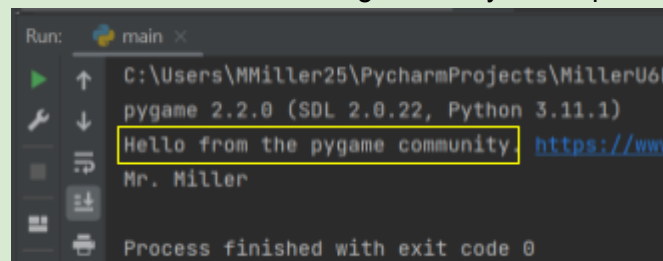 Run: main ×
C:\Users\MMiller25\PycharmProjects\MillerU6
pygame 2.2.0 (SDL 2.0.22, Python 3.11.1)
Hello from the pygame community. https://www
Mr. Miller
Process finished with exit code 0